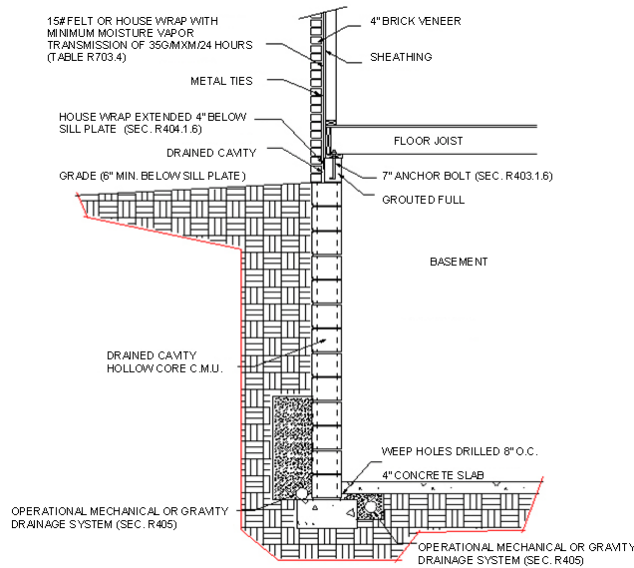 15# FELT OR HOUSE WRAP WITH
MINIMUM MOISTURE VAPOR
TRANSMISSION OF 35G/MXM/24 HOURS
(TABLE R703.4)
4" BRICK VENEER
SHEATHING
METAL TIES
HOUSE WRAP EXTENDED 4" BELOW
SILL PLATE (SEC. R404.1.6)
FLOOR JOIST
DRAINED CAVITY
GRADE (6" MIN. BELOW SILL PLATE)
7" ANCHOR BOLT (SEC. R403.1.6)
GROUTED FULL
BASEMENT
DRAINED CAVITY
HOLLOW CORE C.M.U.
WEEP HOLES DRILLED 8" O.C.
4" CONCRETE SLAB
OPERATIONAL MECHANICAL OR GRAVITY
DRAINAGE SYSTEM (SEC. R405)
OPERATIONAL MECHANICAL OR GRAVITY
DRAINAGE SYSTEM (SEC. R405)